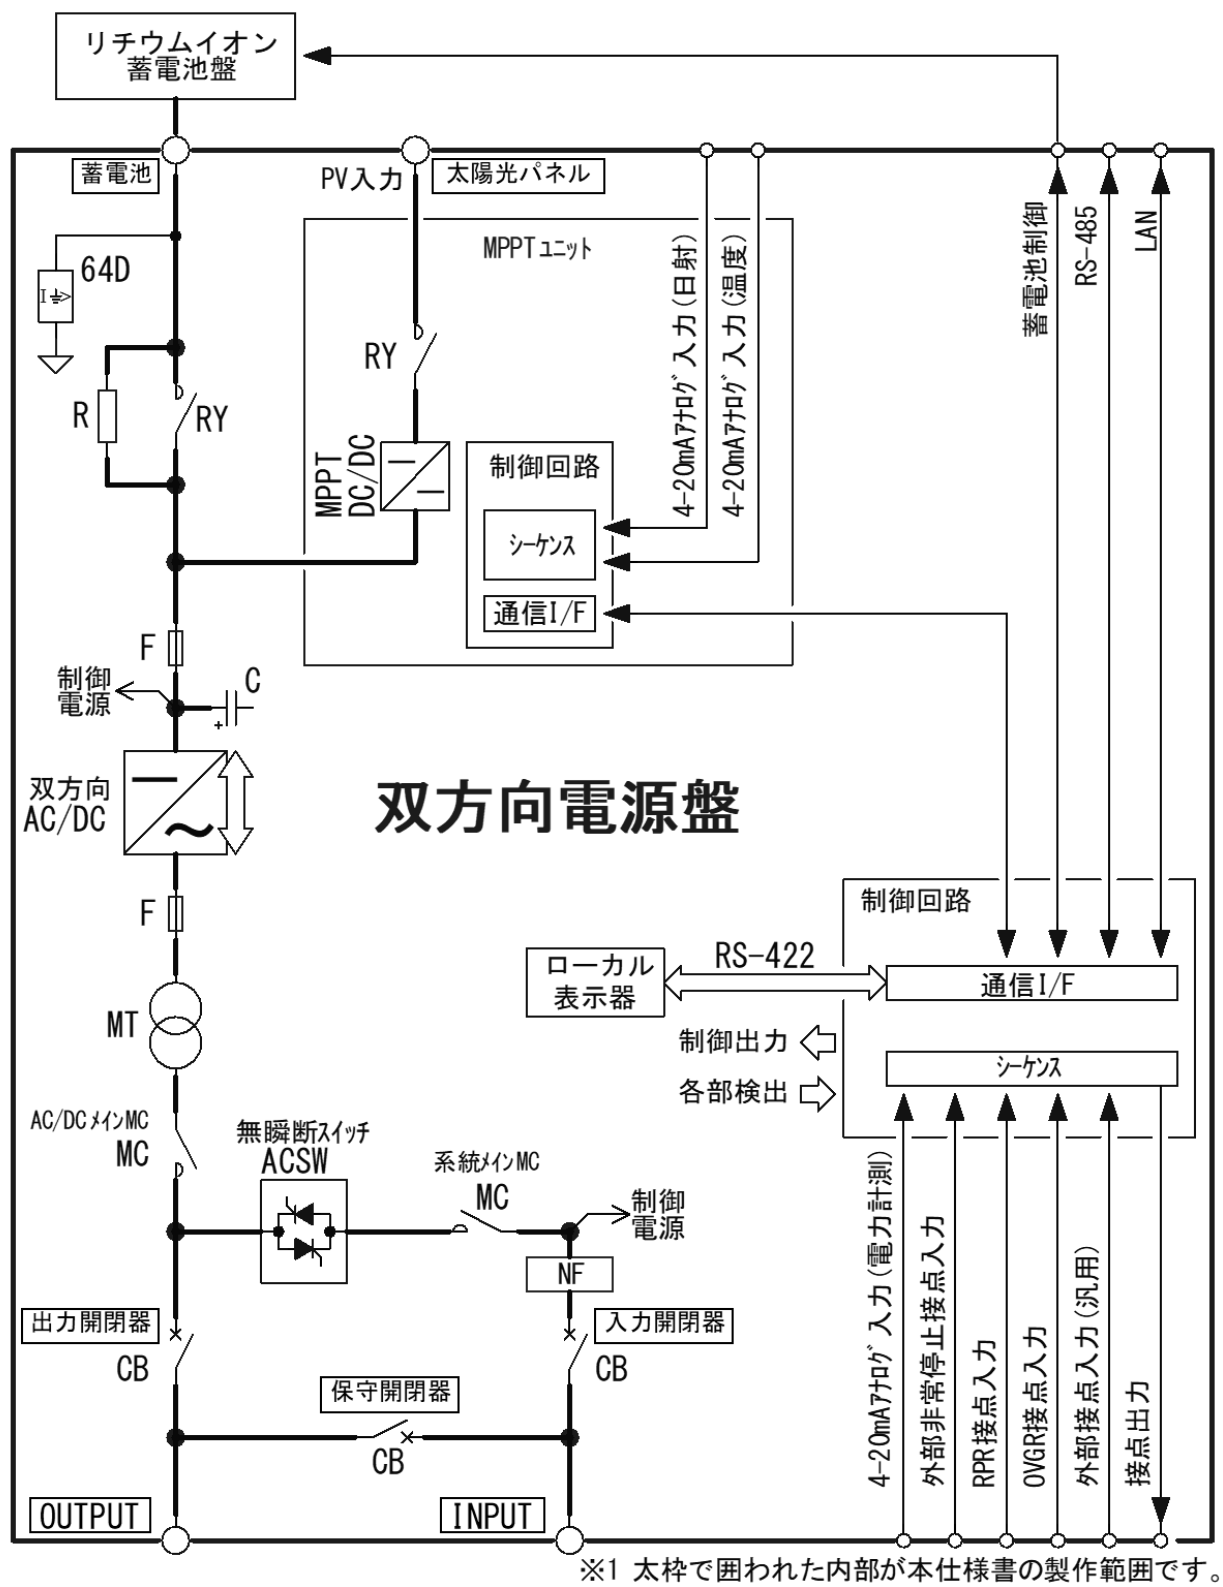 リチウムイオン
蓄電池盤
蓄電池
PV入力
太陽光パネル
MPPTユニット
64D
I
>
R
RY
RY
MPPT
DC/DC
制御回路
シーケンス
通信I/F
4-20mAアナログ入力(日射)
4-20mAアナログ入力(温度)
蓄電池制御
RS-485
LAN
F
制御
電源
C
+
双方向
AC/DC
双方向電源盤
F
MT
制御回路
ローカル
表示器
RS-422
通信I/F
制御出力
シーケンス
各部検出
AC/DCメインMC
MC
無瞬断スイッチ
ACSW
系統メインMC
MC
制御
電源
NF
出力開閉器
CB
入力開閉器
CB
保守開閉器
CB
4-20mAアナログ入力(電力計測)
外部非常停止接点入力
RPR接点入力
OVGR接点入力
外部接点入力(汎用)
接点出力
OUTPUT
INPUT
※1 太枠で囲われた内部が本仕様書の製作範囲です。